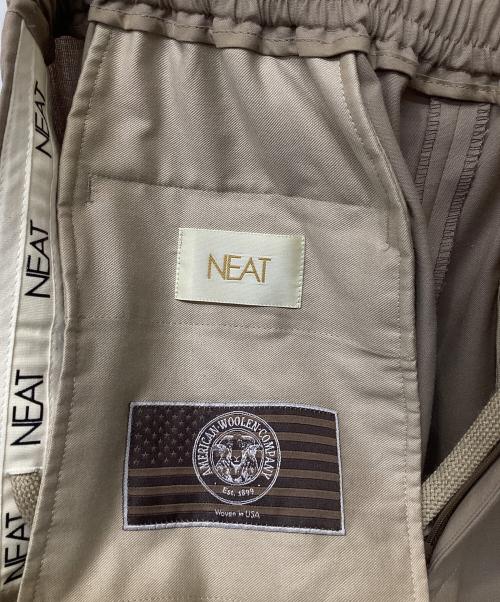 NEAT
NEAT
NEAT
NEAT
NEAT
AMERICAN·WOOLEN·COMPANY
Est. 1899
Woven in USA